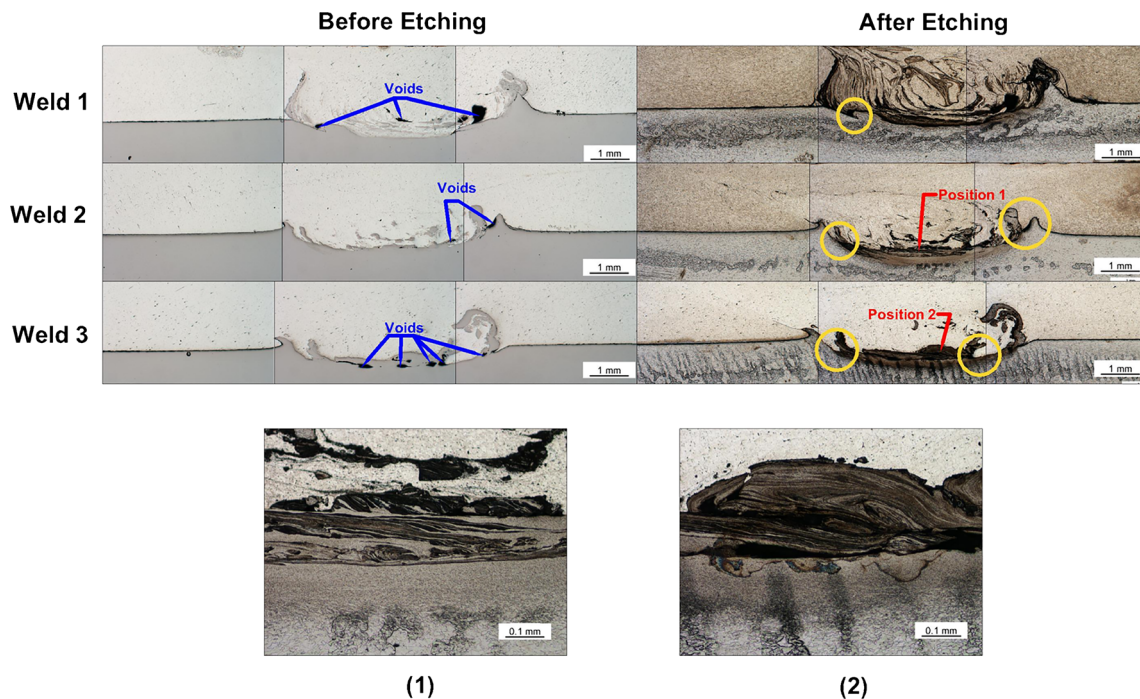 Before Etching
After Etching
Weld 1
Voids
1 mm
1 mm
Weld 2
Voids
Position 1
1 mm
1 mm
Weld 3
Voids
Position 2
1 mm
1 mm
0.1 mm
0.1 mm
(1)
(2)